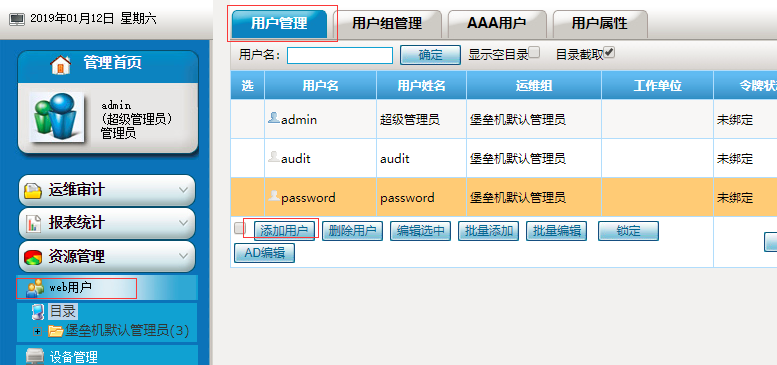 2019年01月12日 星期六
管理首页
admin
(超级管理员)
管理员
运维审计
报表统计
资源管理
web用户
目录
+ 堡垒机默认管理员(3)
设备管理
用户管理 用户组管理 AAA用户 用户属性
用户名: 确定 显示空目录 目录截取
选 用户名 用户姓名 运维组 工作单位 令牌状
admin 超级管理员 堡垒机默认管理员 未绑定
audit audit 堡垒机默认管理员 未绑定
password password 堡垒机默认管理员 未绑定
添加用户 删除用户 编辑选中 批量添加 批量编辑 锁定
AD编辑